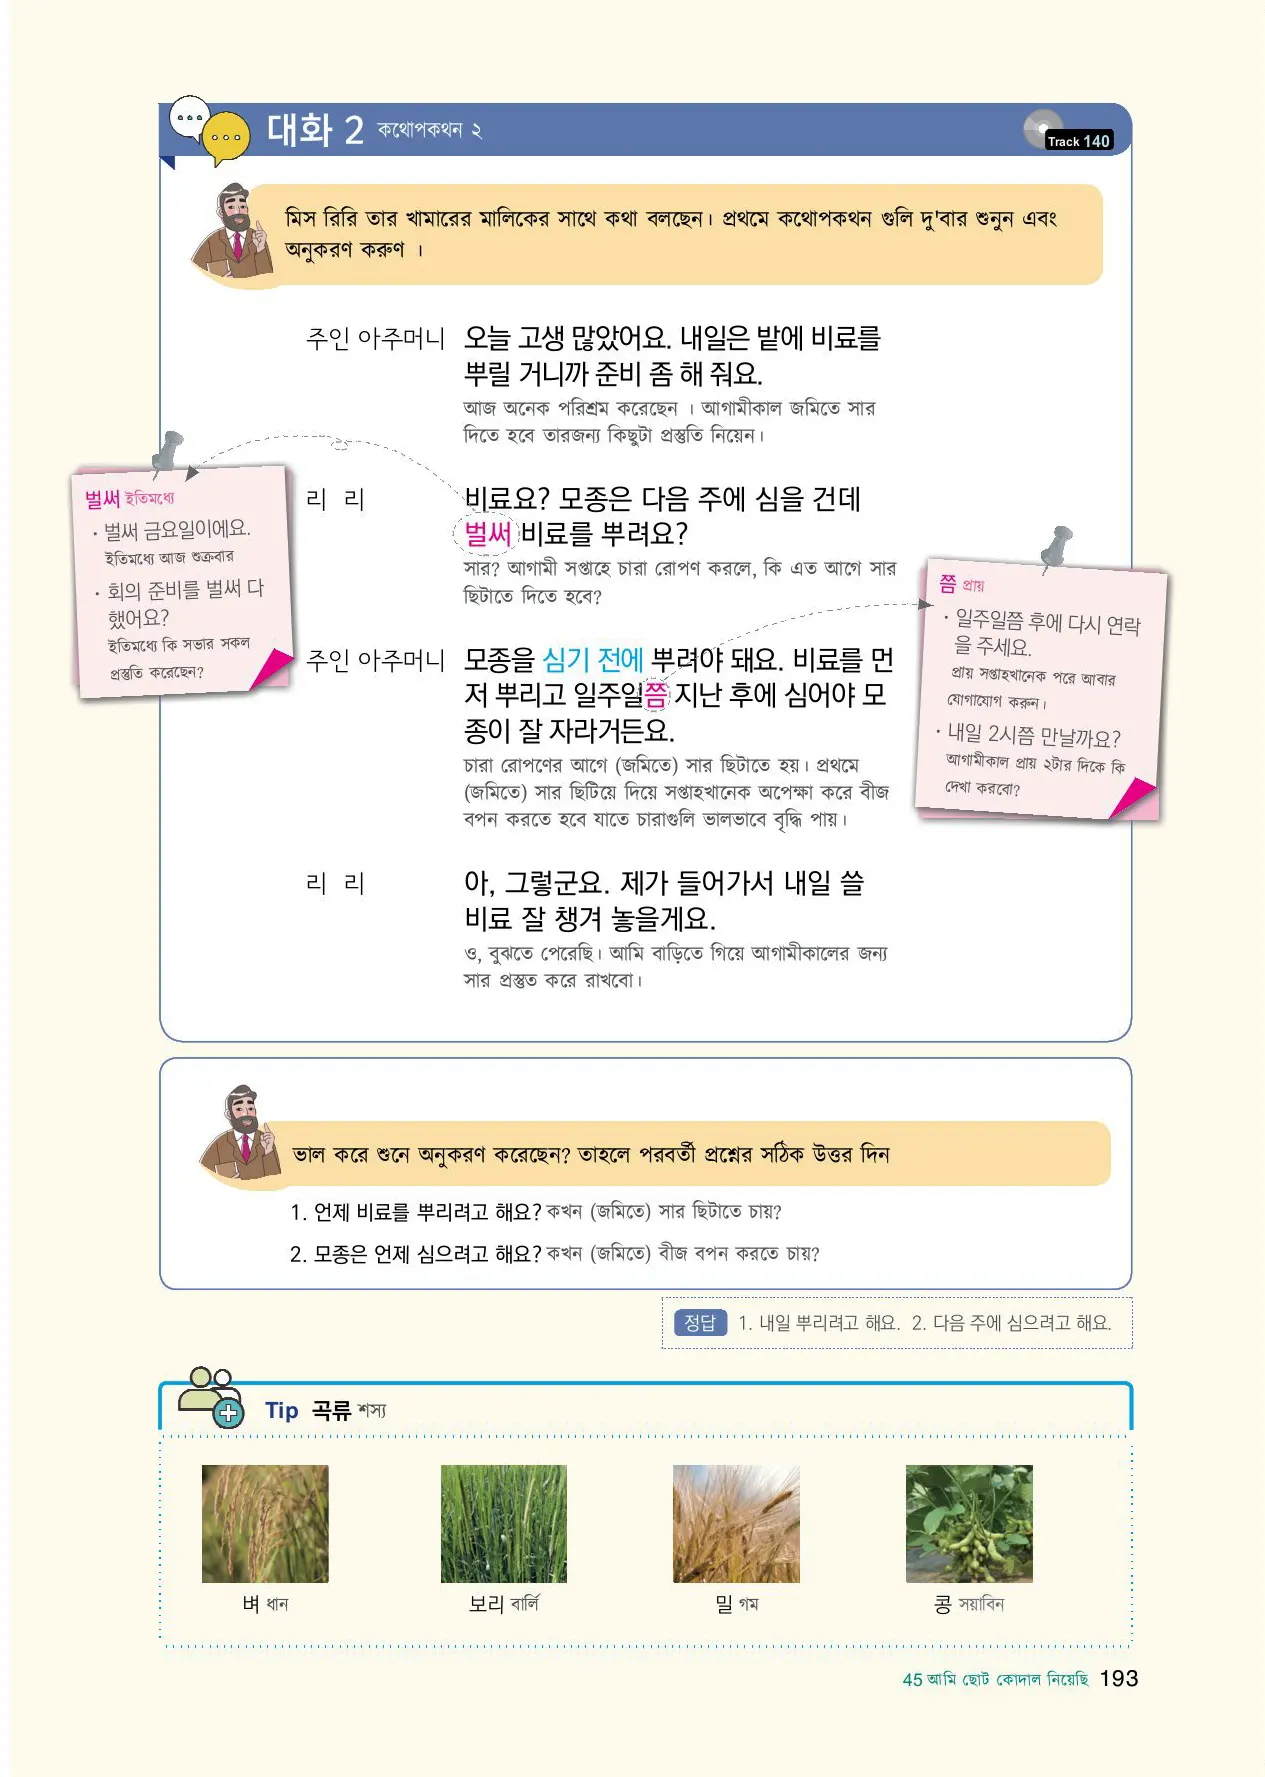 대화 2 কথোপকথন ২
Track 140
মিস রিরি তার খামারের মালিকের সাথে কথা বলছেন। প্রথমে কথোপকথন গুলি দু'বার শুনুন এবং
অনুকরণ করুণ ।
주인 아주머니 오늘 고생 많았어요. 내일은 밭에 비료를
뿌릴 거니까 준비 좀 해 줘요.
আজ অনেক পরিশ্রম করেছেন । আগামীকাল জমিতে সার
দিতে হবে তারজন্য কিছুটা প্রস্তুতি নিয়েন।
리 리 비료요? 모종은 다음 주에 심을 건데
벌써 비료를 뿌려요?
সার? আগামী সপ্তাহে চারা রোপণ করলে, কি এত আগে সার
ছিটাতে দিতে হবে?
벌써 ইতিমধ্যে
· 벌써 금요일이에요.
ইতিমধ্যে আজ শুক্রবার
· 회의 준비를 벌써 다
했어요?
ইতিমধ্যে কি সভার সকল
প্রস্তুতি করেছেন?
주인 아주머니 모종을 심기 전에 뿌려야 돼요. 비료를 먼
저 뿌리고 일주일쯤 지난 후에 심어야 모
종이 잘 자라거든요.
চারা রোপণের আগে (জমিতে) সার ছিটাতে হয়। প্রথমে
(জমিতে) সার ছিটিয়ে দিয়ে সপ্তাহখানেক অপেক্ষা করে বীজ
বপন করতে হবে যাতে চারাগুলি ভালভাবে বৃদ্ধি পায়।
쯤 প্রায়
· 일주일쯤 후에 다시 연락
을 주세요.
প্রায় সপ্তাহখানেক পরে আবার
যোগাযোগ করুন।
· 내일 2시쯤 만날까요?
আগামীকাল প্রায় ২টার দিকে কি
দেখা করবো?
리 리 아, 그렇군요. 제가 들어가서 내일 쓸
비료 잘 챙겨 놓을게요.
ও, বুঝতে পেরেছি। আমি বাড়িতে গিয়ে আগামীকালের জন্য
সার প্রস্তুত করে রাখবো।
ভাল করে শুনে অনুকরণ করেছেন? তাহলে পরবর্তী প্রশ্নের সঠিক উত্তর দিন
1. 언제 비료를 뿌리려고 해요? কখন (জমিতে) সার ছিটাতে চায়?
2. 모종은 언제 심으려고 해요? কখন (জমিতে) বীজ বপন করতে চায়?
정답 1. 내일 뿌리려고 해요. 2. 다음 주에 심으려고 해요.
Tip 곡류 শস্য
벼 ধান 보리 বার্লি 밀 গম 콩 সয়াবিন
45 আমি ছোট কোদাল নিয়েছি 193